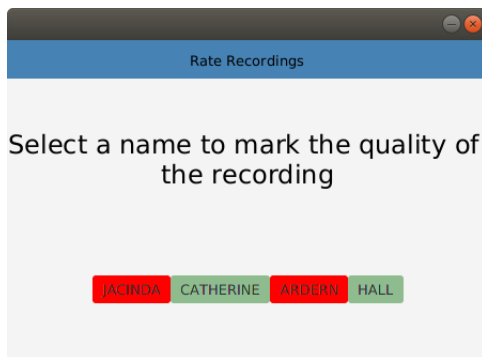 Rate Recordings
Select a name to mark the quality of
the recording
JACINDA CATHERINE ARDERN HALL